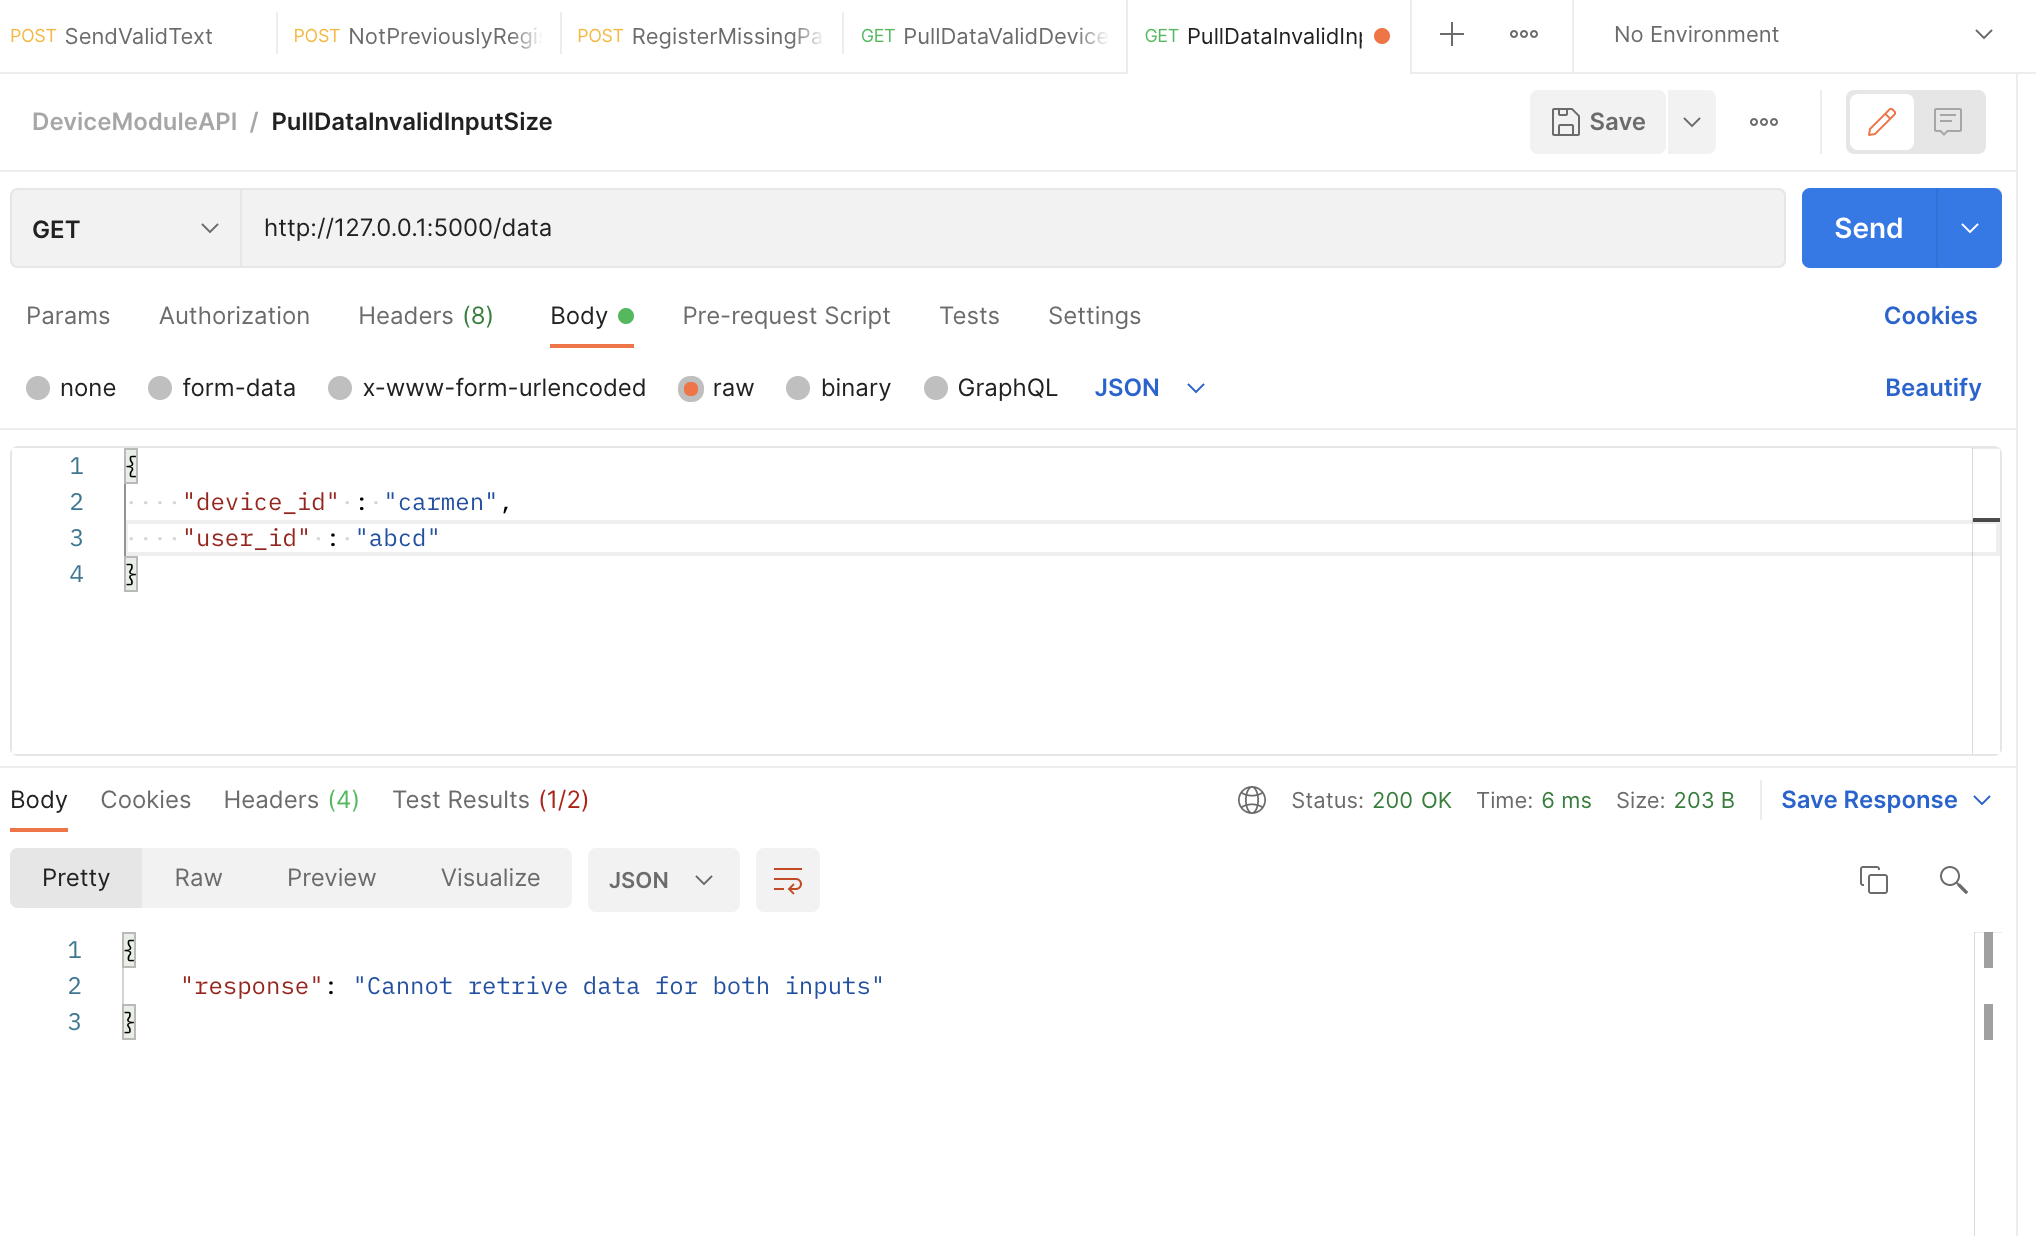 POST SendValidText POST NotPreviouslyRegi POST RegisterMissingPa GET PullDataValidDevice GET PullDataInvalidInp No Environment
DeviceModuleAPI / PullDataInvalidInputSize Save
GET http://127.0.0.1:5000/data Send
Params Authorization Headers (8) Body Pre-request Script Tests Settings Cookies
none form-data x-www-form-urlencoded raw binary GraphQL JSON Beautify
1 {
2 "device_id" : "carmen",
3 "user_id" : "abcd"
4 }
Body Cookies Headers (4) Test Results (1/2) Status: 200 OK Time: 6 ms Size: 203 B Save Response
Pretty Raw Preview Visualize JSON
1 {
2 "response": "Cannot retrive data for both inputs"
3 }